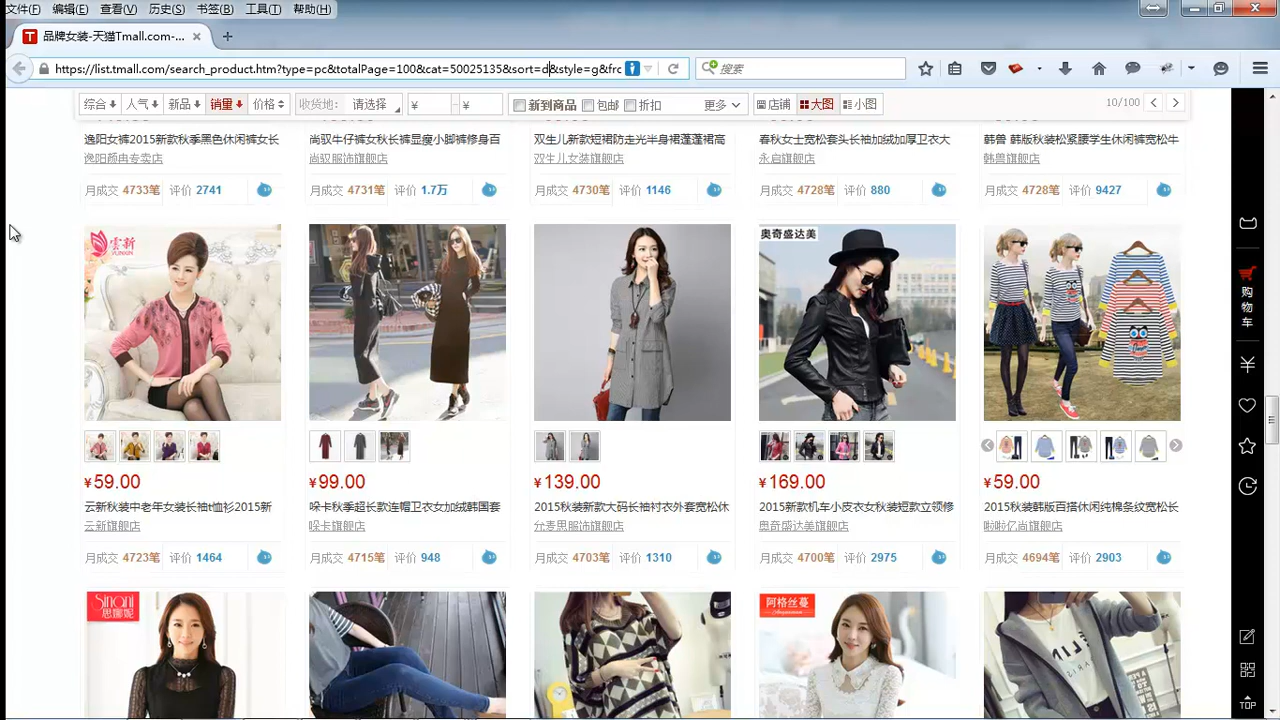 文件(F) 编辑(E) 查看(V) 历史(S) 书签(B) 工具(T) 帮助(H)
品牌女装-天猫Tmall.com-...
https://list.tmall.com/search_product.htm?type=pc&totalPage=100&cat=50025135&sort=d&style=g&frc
搜索
综合 人气 新品 销量 价格 收货地: 请选择 ¥ - ¥ 新到商品 包邮 折扣 更多 店铺 大图 小图 10/100
逸阳女裤2015新款秋季黑色休闲裤女长 尚驭牛仔裤女秋长裤显瘦小脚裤修身百 双生儿新款短裙防走光半身裙蓬蓬裙高 春秋女士宽松套头长袖加绒加厚卫衣大 韩兽 韩版秋装松紧腰学生休闲裤宽松牛
逸阳颜冉专卖店 尚驭服饰旗舰店 双生儿女装旗舰店 永启旗舰店 韩兽旗舰店
月成交 4733笔 评价 2741 月成交 4731笔 评价 1.7万 月成交 4730笔 评价 1146 月成交 4728笔 评价 880 月成交 4728笔 评价 9427
雲新
YUNXIN
奥奇盛达美
购物车
¥59.00 ¥99.00 ¥139.00 ¥169.00 ¥59.00
云新秋装中老年女装长袖t恤衫2015新 哚卡秋季超长款连帽卫衣女加绒韩国套 2015秋装新款大码长袖衬衣外套宽松休 2015新款机车小皮衣女秋装短款立领修 2015秋装韩版百搭休闲纯棉条纹宽松长
云新旗舰店 哚卡旗舰店 分麦思服饰旗舰店 奥奇盛达美旗舰店 啦啦亿尚旗舰店
月成交 4723笔 评价 1464 月成交 4715笔 评价 948 月成交 4703笔 评价 1310 月成交 4700笔 评价 2975 月成交 4694笔 评价 2903
Sinani
思娜妮
阿格丝蔓
TOP